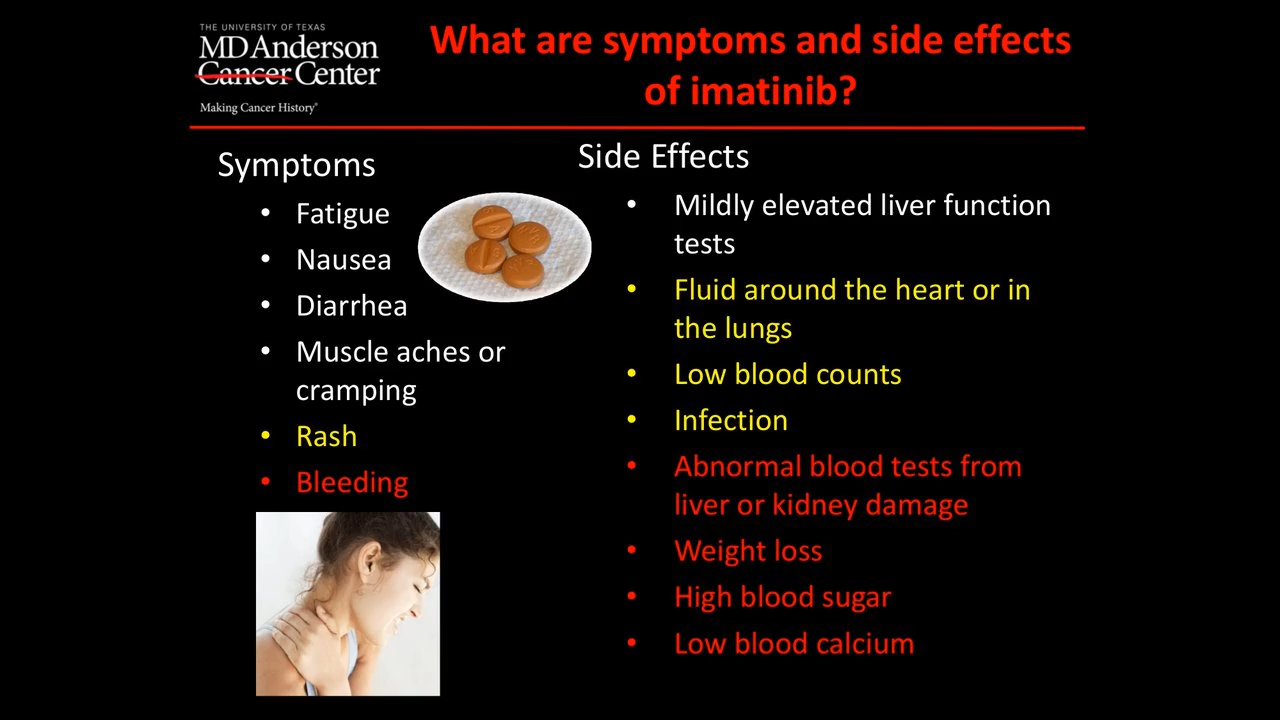 THE UNIVERSITY OF TEXAS
MD Anderson
Cancer Center
Making Cancer History®
What are symptoms and side effects
of imatinib?
Symptoms
• Fatigue
• Nausea
• Diarrhea
• Muscle aches or
cramping
• Rash
• Bleeding
Side Effects
• Mildly elevated liver function
tests
• Fluid around the heart or in
the lungs
• Low blood counts
• Infection
• Abnormal blood tests from
liver or kidney damage
• Weight loss
• High blood sugar
• Low blood calcium